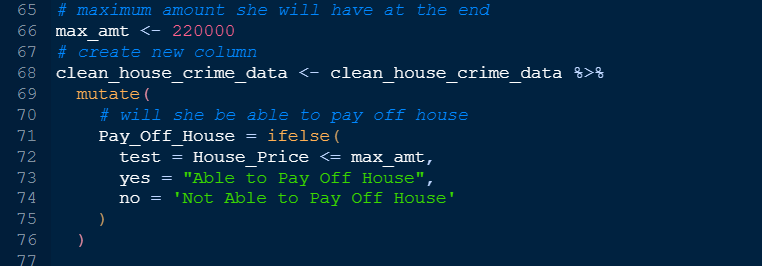 65 # maximum amount she will have at the end
66 max_amt <- 220000
67 # create new column
68 clean_house_crime_data <- clean_house_crime_data %>%
69   mutate(
70     # will she be able to pay off house
71     Pay_Off_House = ifelse(
72       test = House_Price <= max_amt,
73       yes = "Able to Pay Off House",
74       no = 'Not Able to Pay Off House'
75     )
76   )
77